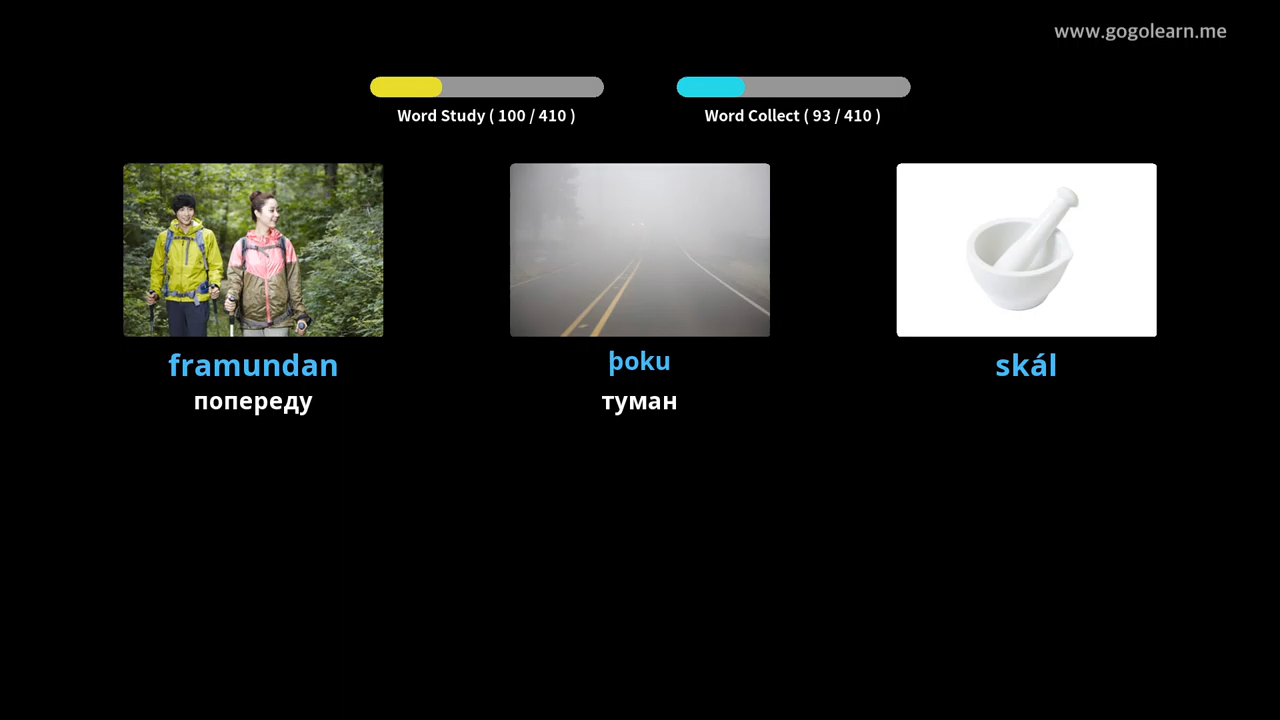 www.gogolearn.me
Word Study ( 100 / 410 )
Word Collect ( 93 / 410 )
framundan
попереду
þoku
туман
skál